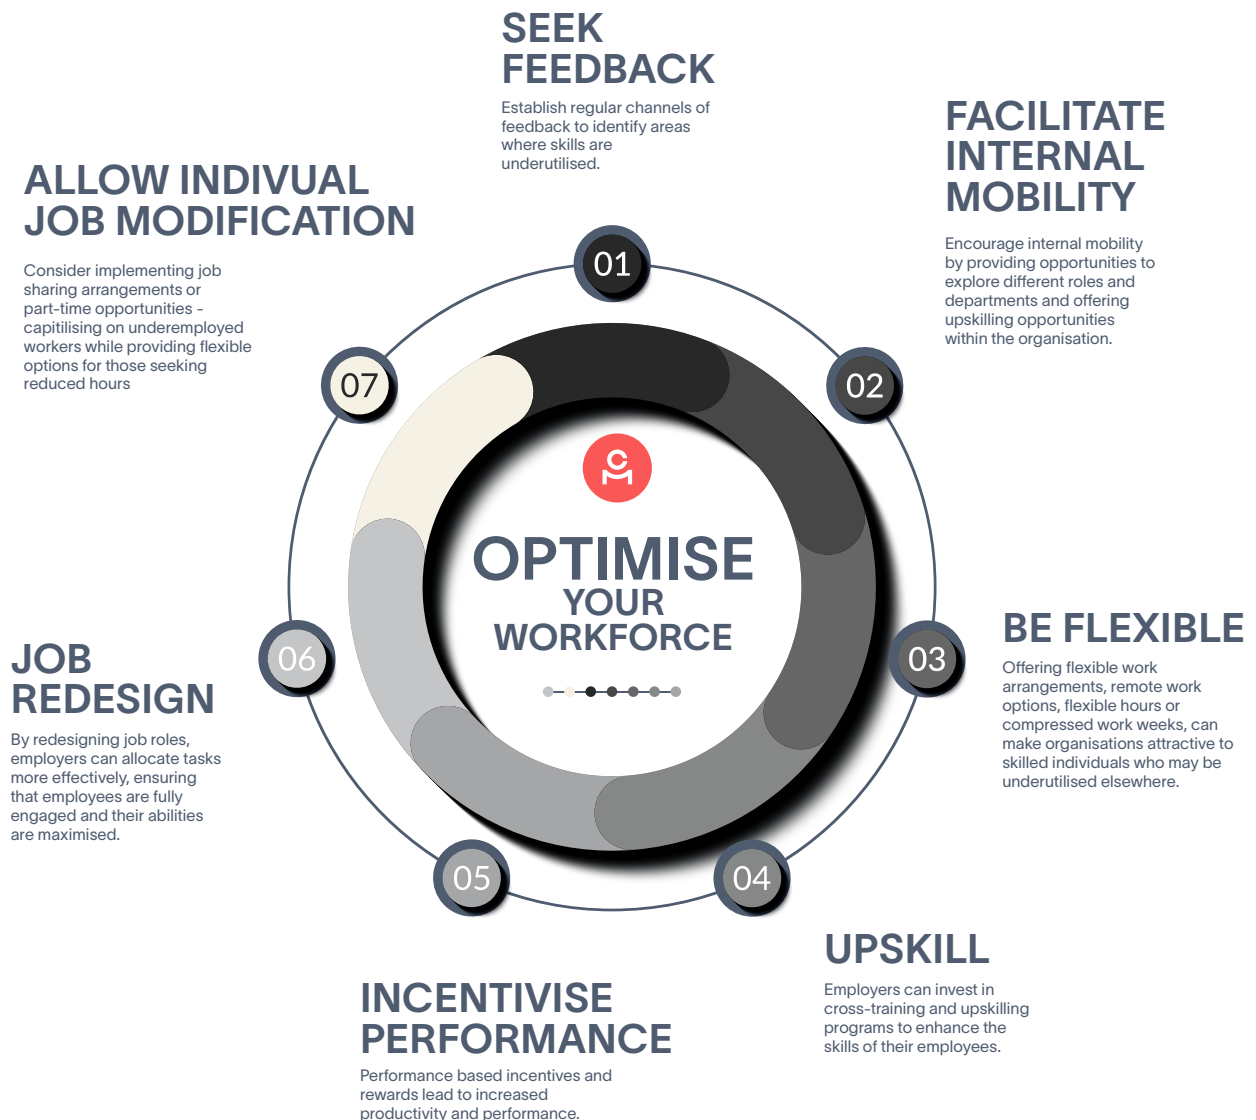 SEEK
FEEDBACK
Establish regular channels of
feedback to identify areas
where skills are
underutilised.
FACILITATE
INTERNAL
MOBILITY
Encourage internal mobility
by providing opportunities to
explore different roles and
departments and offering
upskilling opportunities
within the organisation.
ALLOW INDIVUAL
JOB MODIFICATION
Consider implementing job
sharing arrangements or
part-time opportunities -
capitilising on underemployed
workers while providing flexible
options for those seeking
reduced hours
01
02
03
04
05
06
07
OPTIMISE
YOUR
WORKFORCE
BE FLEXIBLE
Offering flexible work
arrangements, remote work
options, flexible hours or
compressed work weeks, can
make organisations attractive to
skilled individuals who may be
underutilised elsewhere.
JOB
REDESIGN
By redesigning job roles,
employers can allocate tasks
more effectively, ensuring
that employees are fully
engaged and their abilities
are maximised.
UPSKILL
Employers can invest in
cross-training and upskilling
programs to enhance the
skills of their employees.
INCENTIVISE
PERFORMANCE
Performance based incentives and
rewards lead to increased
productivity and performance.